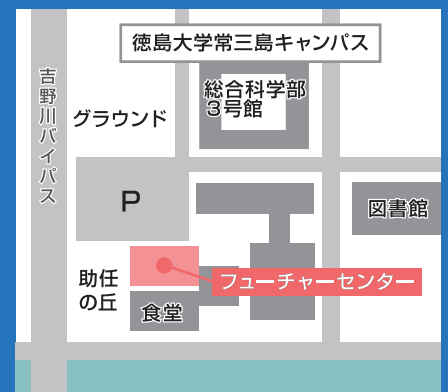 徳島大学常三島キャンパス
吉野川バイパス
総合科学部
3号館
グラウンド
P
図書館
フューチャーセンター
助任
の丘
食堂